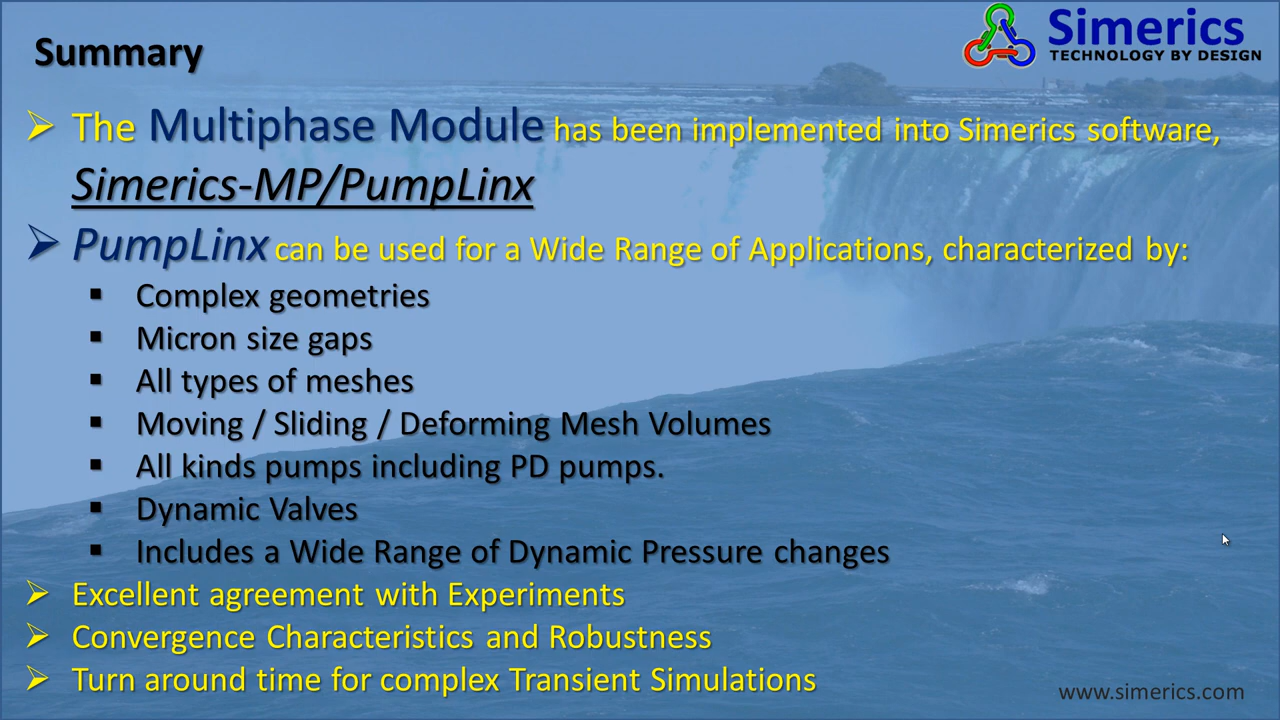 Simerics
TECHNOLOGY BY DESIGN
Summary
The Multiphase Module has been implemented into Simerics software,
Simerics-MP/PumpLinx
PumpLinx can be used for a Wide Range of Applications, characterized by:
Complex geometries
Micron size gaps
All types of meshes
Moving / Sliding / Deforming Mesh Volumes
All kinds pumps including PD pumps.
Dynamic Valves
Includes a Wide Range of Dynamic Pressure changes
Excellent agreement with Experiments
Convergence Characteristics and Robustness
Turn around time for complex Transient Simulations
www.simerics.com